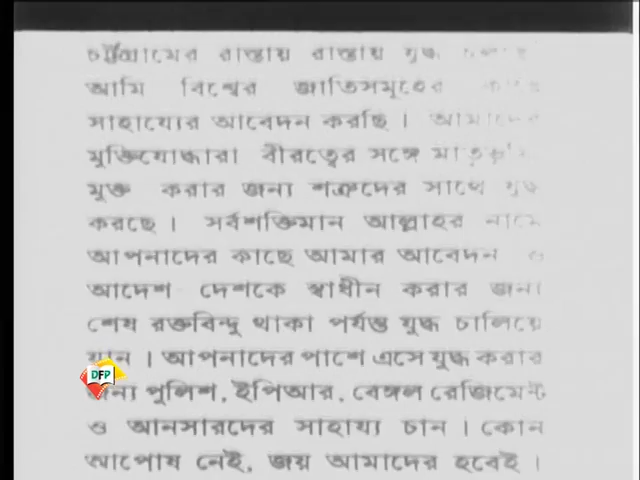 চট্টগ্রামের রাস্তায় রাস্তায় যুদ্ধ চলছে
আমি বিশ্বের জাতিসমূহের কাছে
সাহায্যের আবেদন করছি। আমাদের
মুক্তিযোদ্ধারা বীরত্বের সঙ্গে মাতৃভূমি
মুক্ত করার জন্য শত্রুদের সাথে যুদ্ধ
করছে। সর্বশক্তিমান আল্লাহর নামে
আপনাদের কাছে আমার আবেদন ও
আদেশ দেশকে স্বাধীন করার জন্য
শেষ রক্তবিন্দু থাকা পর্যন্ত যুদ্ধ চালিয়ে
যান। আপনাদের পাশে এসে যুদ্ধ করার
জন্য পুলিশ, ইপিআর, বেঙ্গল রেজিমেন্ট
ও আনসারদের সাহায্য চান। কোন
আপোষ নেই, জয় আমাদের হবেই।
DFP